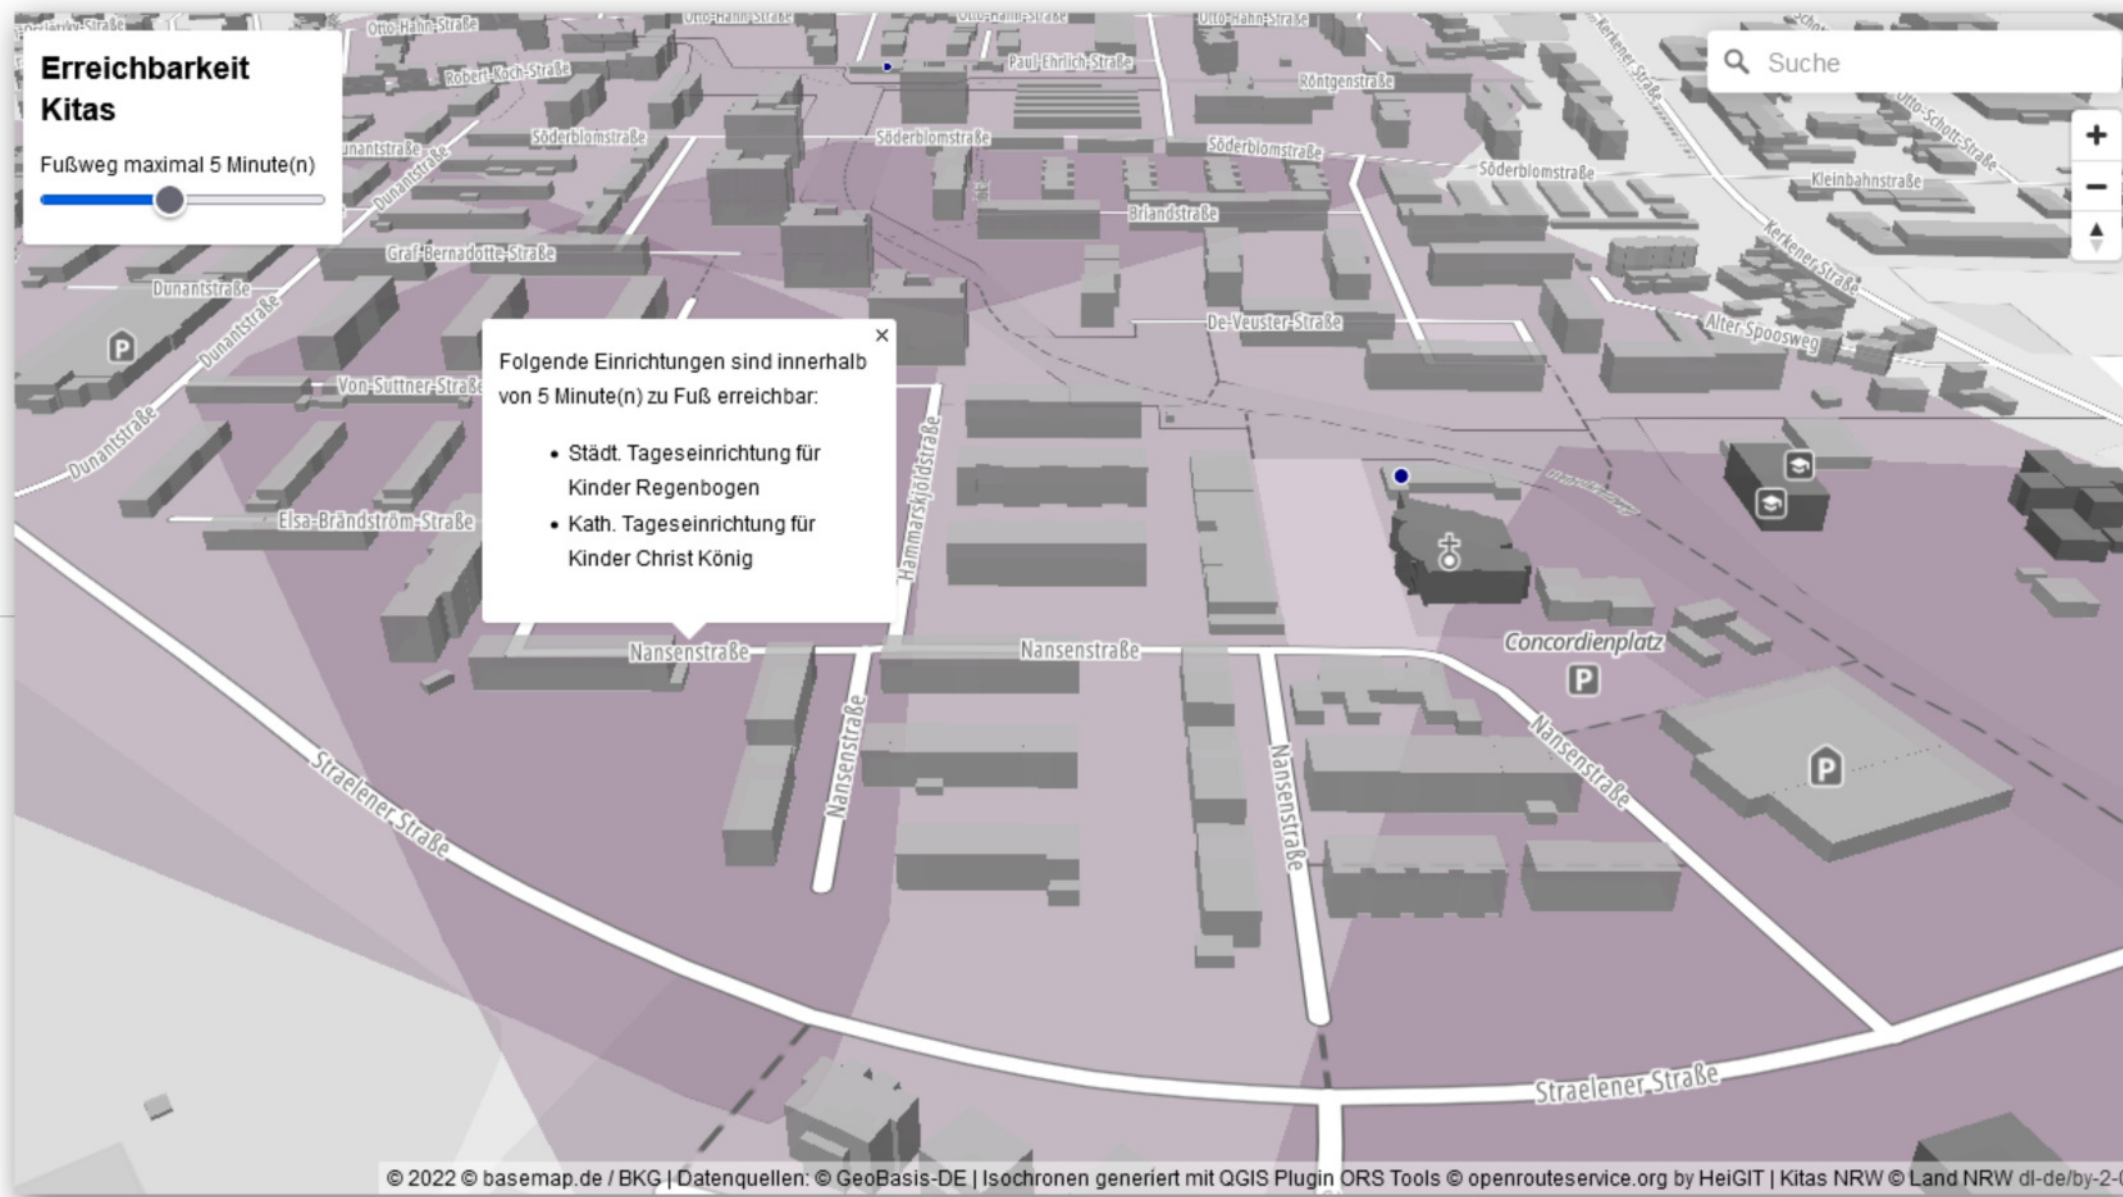 Otto-Hahn-Straße
Otto-Hahn-Straße
Otto-Hahn-Straße
Otto-Hahn-Straße
Erreichbarkeit
Kitas
Fußweg maximal 5 Minute(n)
Suche
+
−
Robert-Koch-Straße
Paul-Ehrlich-Straße
Röntgenstraße
Kerkener Straße
Otto-Schott-Straße
Söderblomstraße
Söderblomstraße
Söderblomstraße
Söderblomstraße
Kleinbahnstraße
Dunantstraße
Briandstraße
Graf-Bernadotte-Straße
Kerkener Straße
Dunantstraße
Dunantstraße
De-Veuster-Straße
Alter Spoosweg
P
Von-Suttner-Straße
Dunantstraße
×
Folgende Einrichtungen sind innerhalb
von 5 Minute(n) zu Fuß erreichbar:
• Städt. Tageseinrichtung für
Kinder Regenbogen
• Kath. Tageseinrichtung für
Kinder Christ König
Hammarskjöldstraße
Elsa-Brändström-Straße
Nansenstraße
Nansenstraße
Concordienplatz
P
Nansenstraße
Nansenstraße
Nansenstraße
P
Straelener Straße
Straelener Straße
© 2022 © basemap.de / BKG | Datenquellen: © GeoBasis-DE | Isochronen generiert mit QGIS Plugin ORS Tools © openrouteservice.org by HeiGIT | Kitas NRW © Land NRW dl-de/by-2-